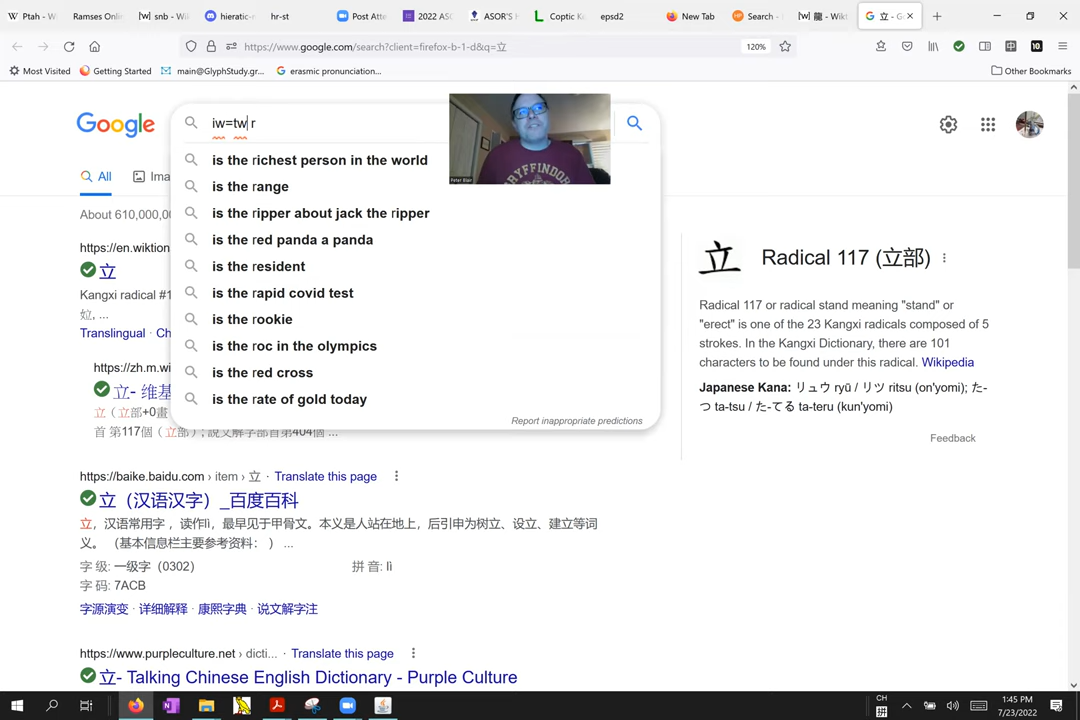 Ptah - W
Ramses Onli
[w] snb - Wi
hieratic-r
hr-st
Post Atte
2022 ASC
ASOR'S H
Coptic Ke
epsd2
New Tab
Search -
[w] 龍 - Wikt
立 - Go
https://www.google.com/search?client=firefox-b-1-d&q=立
120%
Most Visited
Getting Started
main@GlyphStudy.gr...
erasmic pronunciation...
Other Bookmarks
Google
iw=tw r
is the richest person in the world
is the range
is the ripper about jack the ripper
is the red panda a panda
is the resident
is the rapid covid test
is the rookie
is the roc in the olympics
is the red cross
is the rate of gold today
Report inappropriate predictions
Peter Bian
GRYFFINDOR
All
Ima
About 610,000,0
https://en.wiktion
立
Kangxi radical #1
Translingual · Ch
https://zh.m.wi
立- 维基
立（立部+0畫
首 第117個（立部）；說文解字部首第404個 ...
https://baike.baidu.com › item › 立 · Translate this page
立（汉语汉字）_百度百科
立，汉语常用字，读作lì，最早见于甲骨文。本义是人站在地上，后引申为树立、设立、建立等词
义。 （基本信息栏主要参考资料： ） ...
字 级: 一级字（0302）
拼 音: lì
字 码: 7ACB
字源演变 · 详细解释 · 康熙字典 · 说文解字注
https://www.purpleculture.net › dicti... · Translate this page
立- Talking Chinese English Dictionary - Purple Culture
立
Radical 117 (立部)
Radical 117 or radical stand meaning "stand" or
"erect" is one of the 23 Kangxi radicals composed of 5
strokes. In the Kangxi Dictionary, there are 101
characters to be found under this radical. Wikipedia
Japanese Kana: リュウ ryū / リツ ritsu (on'yomi); た-
つ ta-tsu / た-てる ta-teru (kun'yomi)
Feedback
CH
拼
1:45 PM
7/23/2022